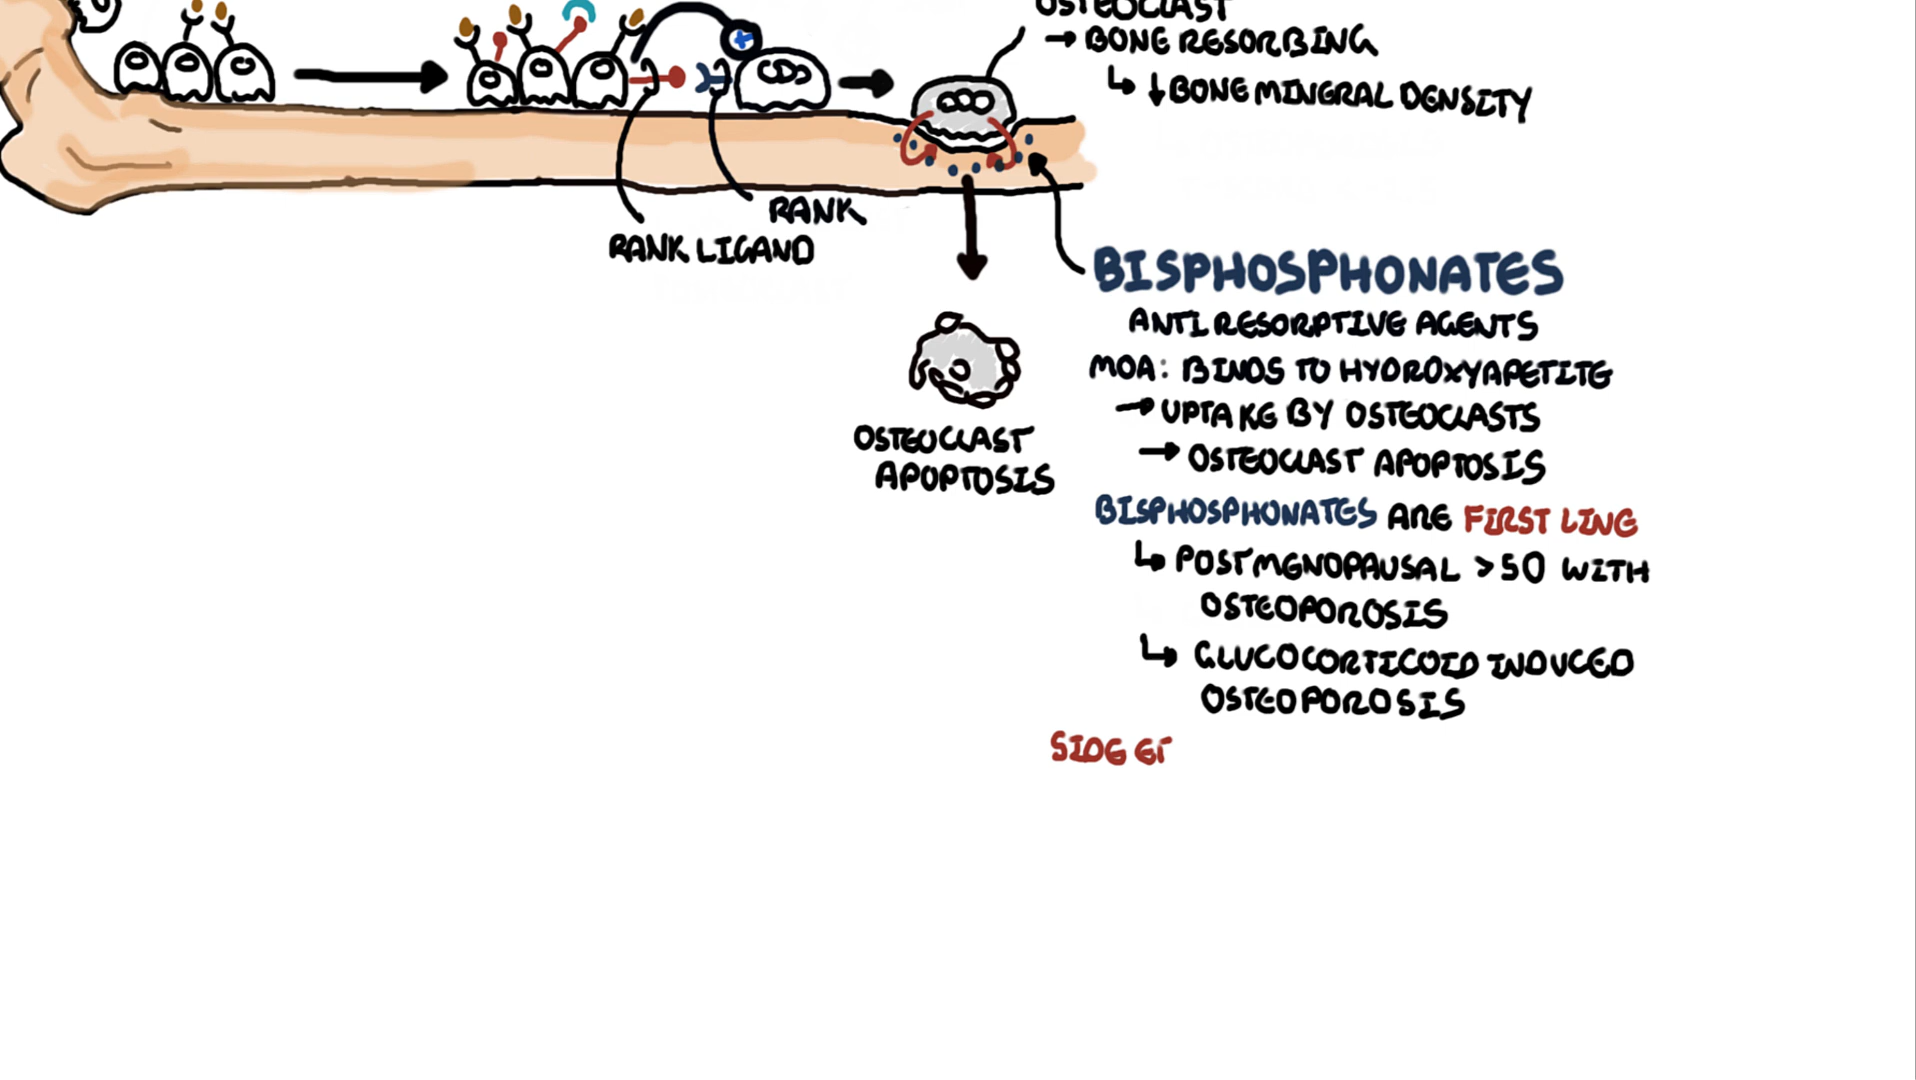 OSTEOCLAST
→ BONE RESORBING
↳ ↓ BONE MINERAL DENSITY
RANK
RANK LIGAND
BISPHOSPHONATES
ANTI RESORPTIVE AGENTS
MOA: BINDS TO HYDROXYAPETITE
→ UPTAKE BY OSTEOCLASTS
→ OSTEOCLAST APOPTOSIS
OSTEOCLAST
APOPTOSIS
BISPHOSPHONATES ARE FIRST LINE
↳ POSTMENOPAUSAL >50 WITH
OSTEOPOROSIS
↳ GLUCOCORTICOID INDUCED
OSTEOPOROSIS
SIDE EF